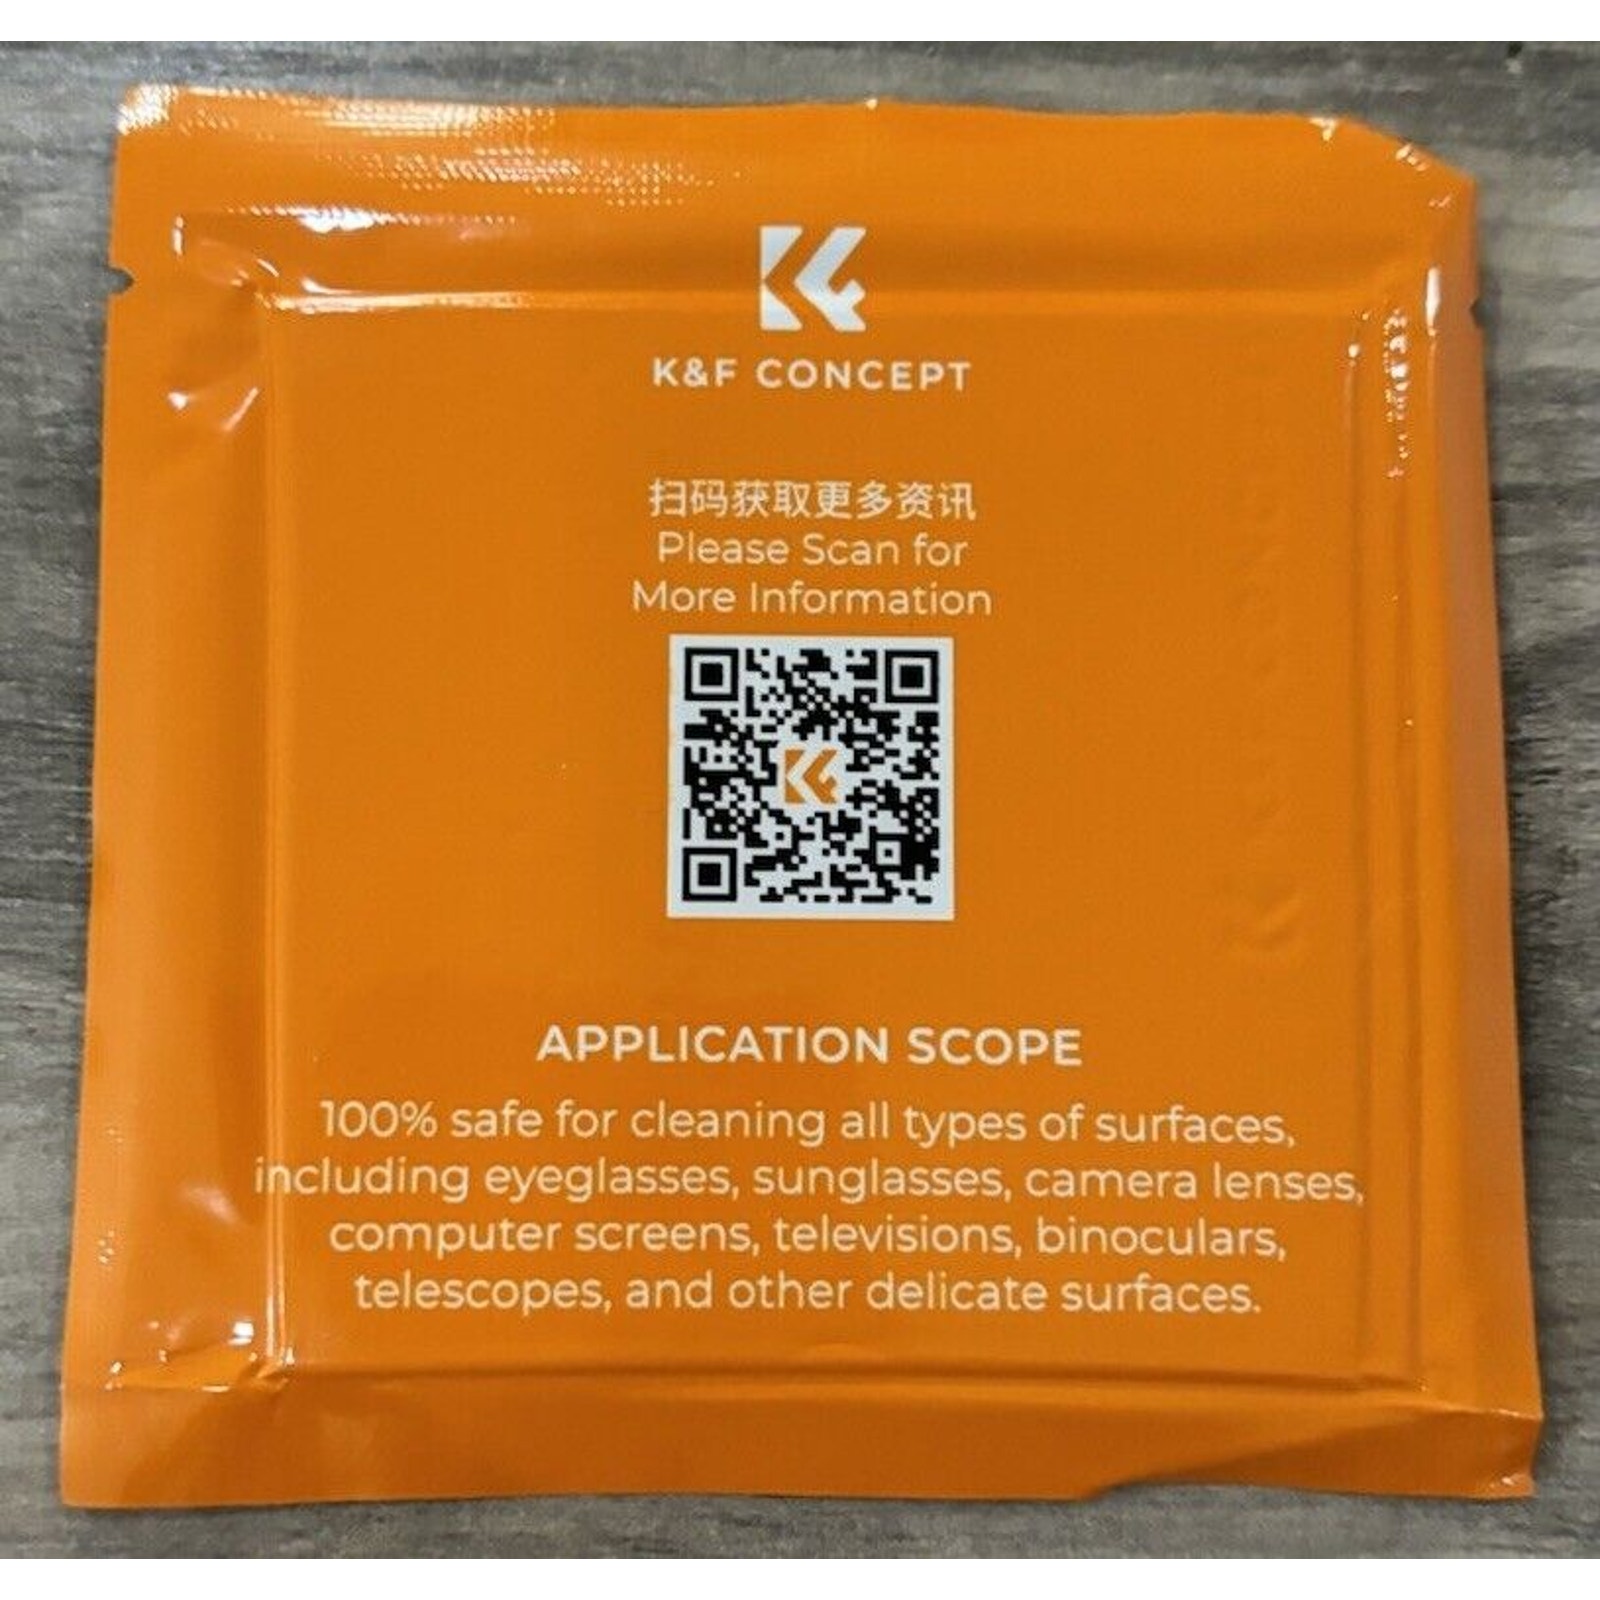 K&F CONCEPT
扫码获取更多资讯
Please Scan for
More Information
APPLICATION SCOPE
100% safe for cleaning all types of surfaces,
including eyeglasses, sunglasses, camera lenses,
computer screens, televisions, binoculars,
telescopes, and other delicate surfaces.